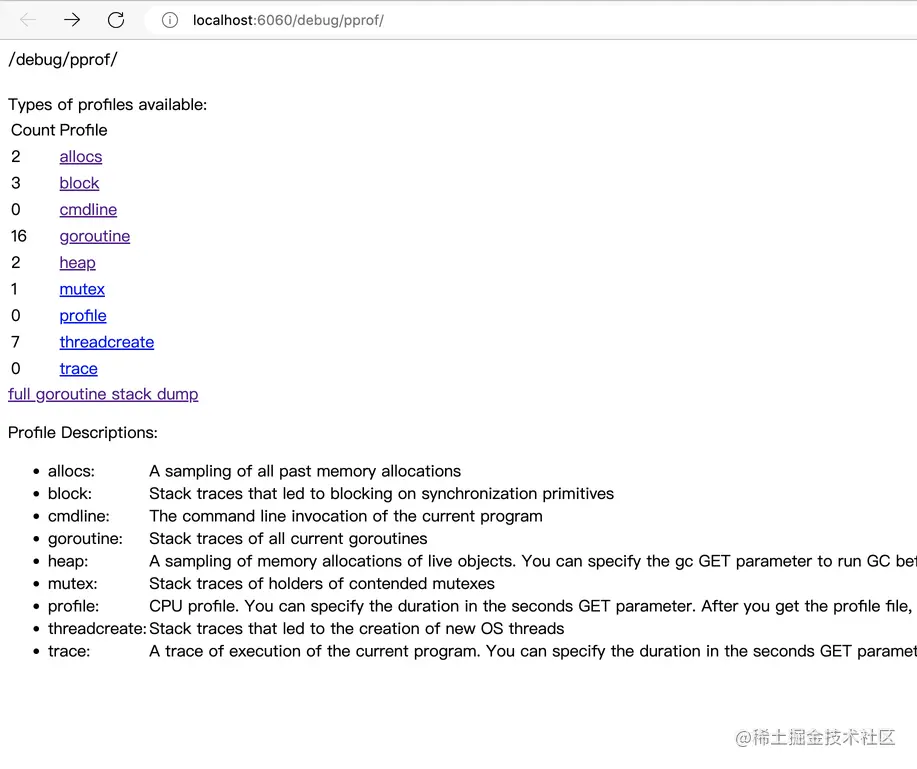 localhost:6060/debug/pprof/
/debug/pprof/
Types of profiles available:
Count Profile
2 allocs
3 block
0 cmdline
16 goroutine
2 heap
1 mutex
0 profile
7 threadcreate
0 trace
full goroutine stack dump
Profile Descriptions:
• allocs: A sampling of all past memory allocations
• block: Stack traces that led to blocking on synchronization primitives
• cmdline: The command line invocation of the current program
• goroutine: Stack traces of all current goroutines
• heap: A sampling of memory allocations of live objects. You can specify the gc GET parameter to run GC bef
• mutex: Stack traces of holders of contended mutexes
• profile: CPU profile. You can specify the duration in the seconds GET parameter. After you get the profile file,
• threadcreate: Stack traces that led to the creation of new OS threads
• trace: A trace of execution of the current program. You can specify the duration in the seconds GET paramet
@稀土掘金技术社区